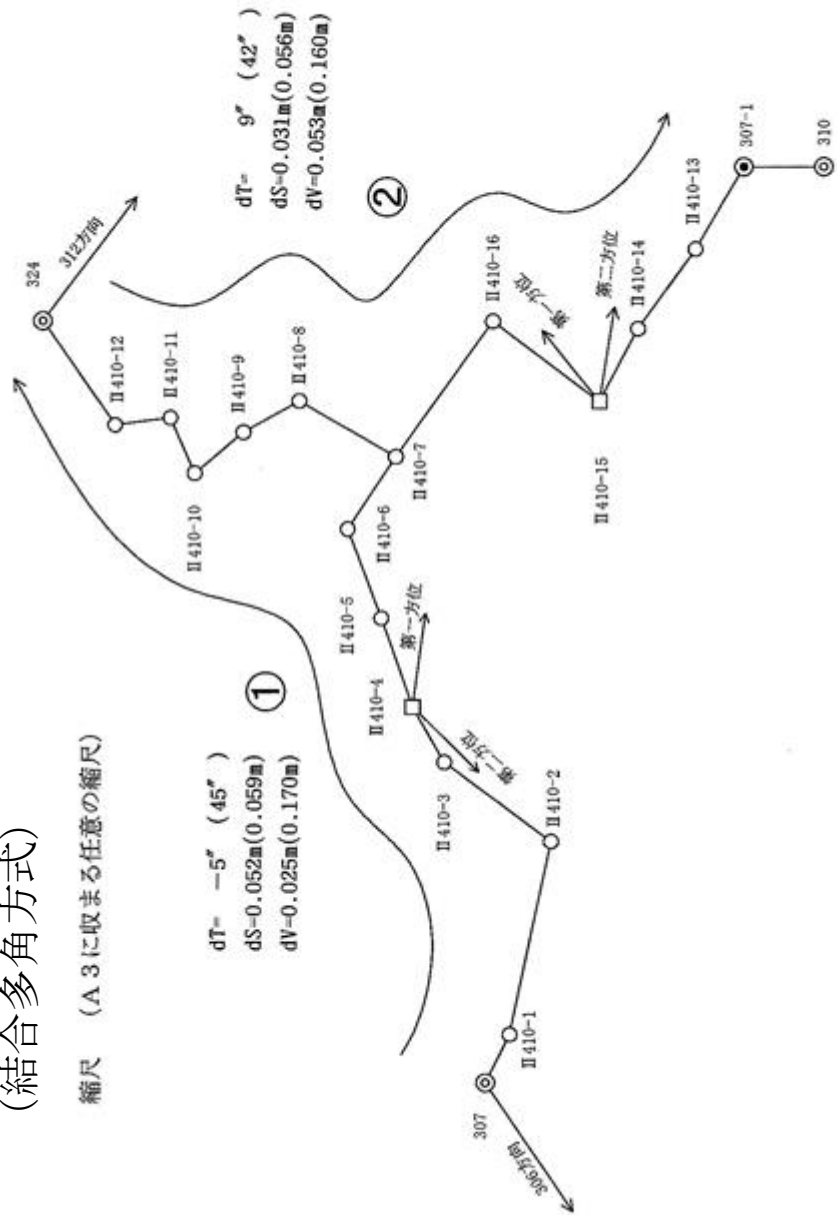 (結合多角方式)
縮尺　(A3に収まる任意の縮尺)
dT=　－5″　(45″　)
dS=0.052m(0.059m)
dV=0.025m(0.170m)
①
dT=　9″　(42″　)
dS=0.031m(0.056m)
dV=0.053m(0.160m)
②
324
312方向
Ⅱ410-12
Ⅱ410-11
Ⅱ410-10
Ⅱ410-9
Ⅱ410-8
Ⅱ410-7
Ⅱ410-6
Ⅱ410-5
Ⅱ410-4
第一方位
第二方位
Ⅱ410-3
Ⅱ410-2
Ⅱ410-1
307
306方向
Ⅱ410-16
第一方位
第二方位
Ⅱ410-15
Ⅱ410-14
Ⅱ410-13
307-1
310